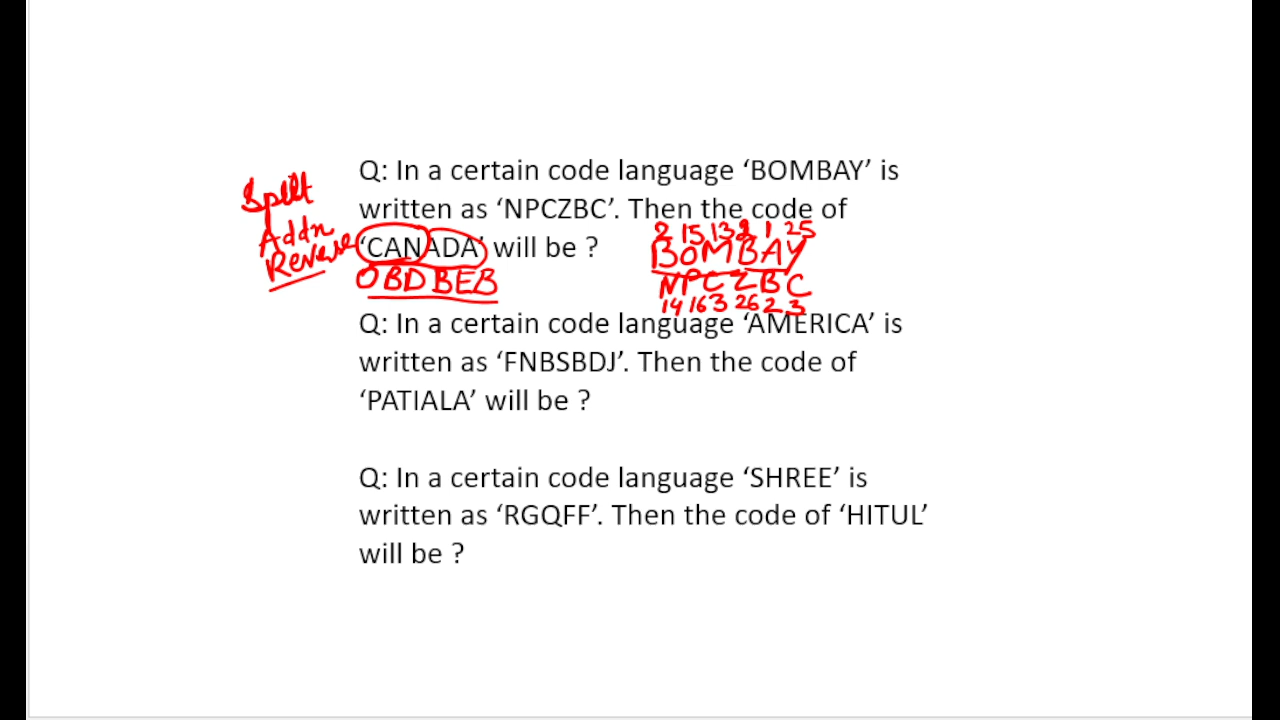 Q: In a certain code language ‘BOMBAY’ is
written as ‘NPCZBC’. Then the code of
‘CANADA’ will be ?
Split
Addn
Reverse
OBDBEB
2 15 13 2 1 25
BOMBAY
NPCZBC
14 16 3 26 2 3
Q: In a certain code language ‘AMERICA’ is
written as ‘FNBSBDJ’. Then the code of
‘PATIALA’ will be ?
Q: In a certain code language ‘SHREE’ is
written as ‘RGQFF’. Then the code of ‘HITUL’
will be ?